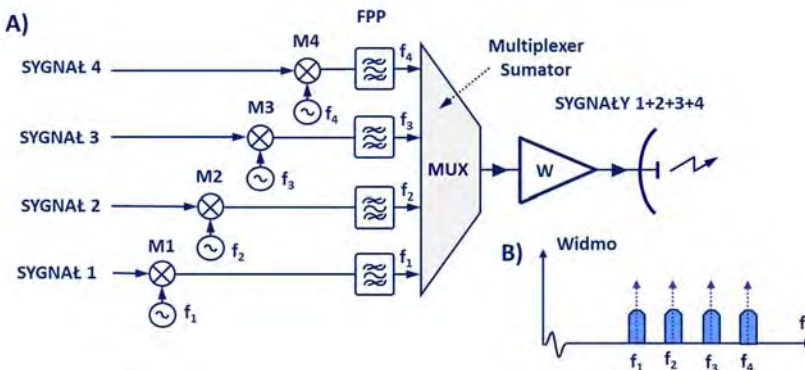 A)
FPP
M4
Multiplexer
Sumator
SYGNAŁ 4
f4
f4
SYGNAŁY 1+2+3+4
M3
SYGNAŁ 3
f3
f3
MUX
W
M2
SYGNAŁ 2
f2
f2
B)
Widmo
M1
SYGNAŁ 1
f1
f1
f
f1 f2 f3 f4